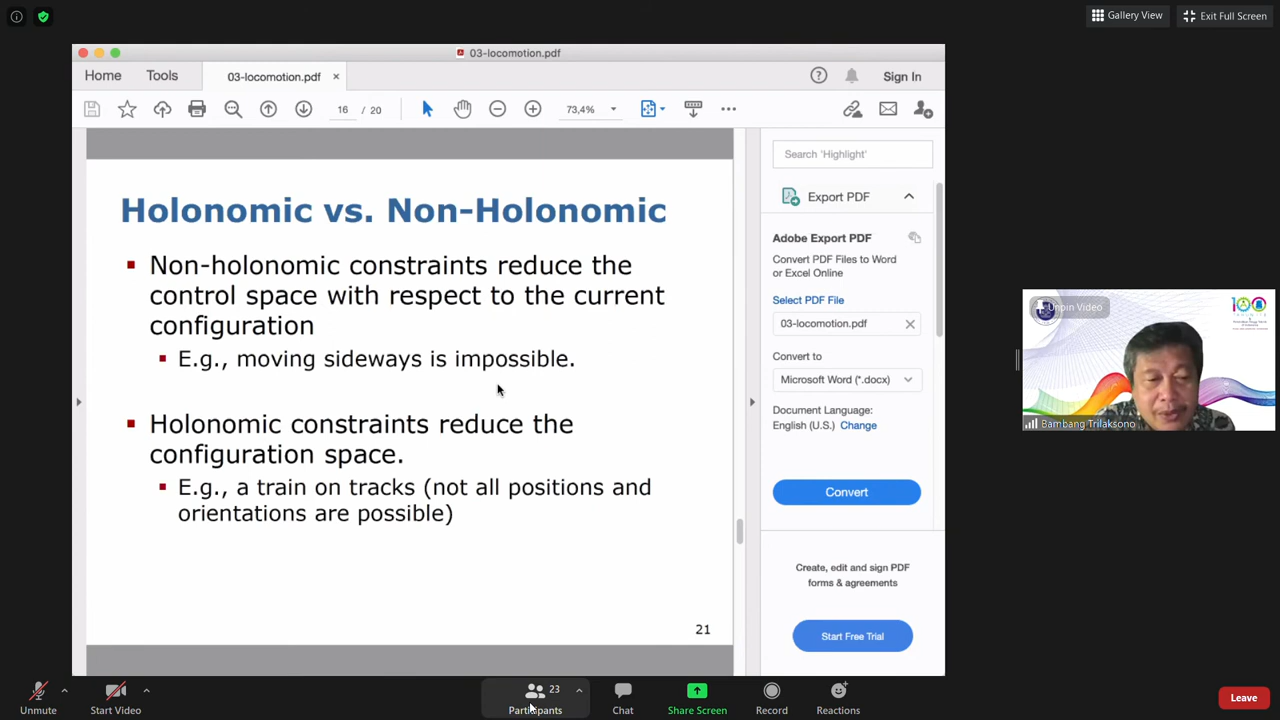 Gallery View
Exit Full Screen
03-locomotion.pdf
Home
Tools
03-locomotion.pdf
Sign In
16 / 20
73,4%
Holonomic vs. Non-Holonomic
Non-holonomic constraints reduce the
control space with respect to the current
configuration
E.g., moving sideways is impossible.
Holonomic constraints reduce the
configuration space.
E.g., a train on tracks (not all positions and
orientations are possible)
21
Search 'Highlight'
Export PDF
Adobe Export PDF
Convert PDF Files to Word
or Excel Online
Select PDF File
03-locomotion.pdf
Convert to
Microsoft Word (*.docx)
Document Language:
English (U.S.) Change
Convert
Create, edit and sign PDF
forms & agreements
Start Free Trial
Unpin Video
100
Bambang Trilaksono
Unmute
Start Video
23
Participants
Chat
Share Screen
Record
Reactions
Leave